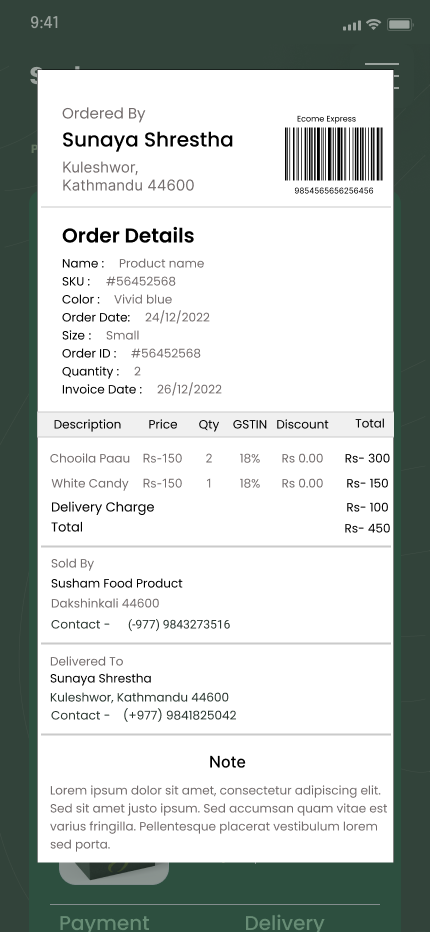 9:41
Ordered By
Sunaya Shrestha
Kuleshwor,
Kathmandu 44600
Ecome Express
9854565656256456
Order Details
Name : Product name
SKU : #56452568
Color : Vivid blue
Order Date: 24/12/2022
Size : Small
Order ID : #56452568
Quantity : 2
Invoice Date : 26/12/2022
Description Price Qty GSTIN Discount Total
Chooila Paau Rs-150 2 18% Rs 0.00 Rs- 300
White Candy Rs-150 1 18% Rs 0.00 Rs- 150
Delivery Charge Rs- 100
Total Rs- 450
Sold By
Susham Food Product
Dakshinkali 44600
Contact - (-977) 9843273516
Delivered To
Sunaya Shrestha
Kuleshwor, Kathmandu 44600
Contact - (+977) 9841825042
Note
Lorem ipsum dolor sit amet, consectetur adipiscing elit.
Sed sit amet justo ipsum. Sed accumsan quam vitae est
varius fringilla. Pellentesque placerat vestibulum lorem
sed porta.
Payment Delivery